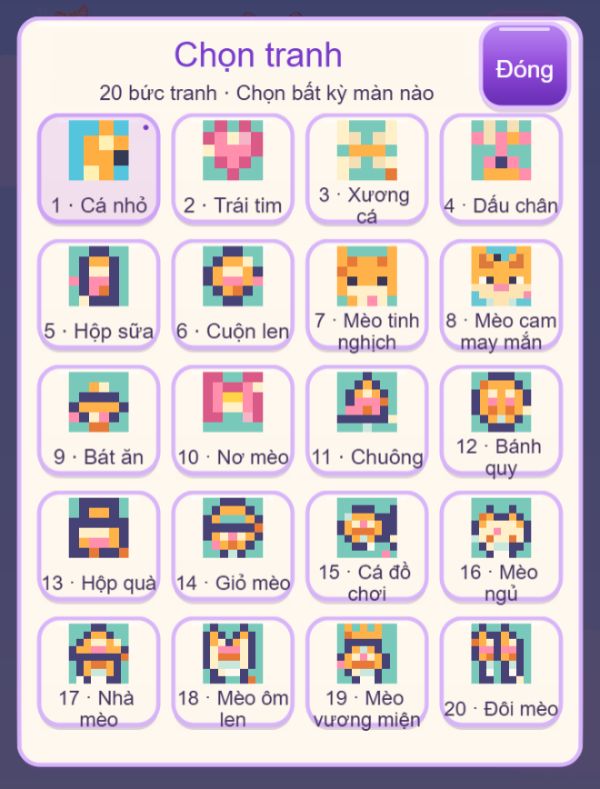 Chọn tranh
Đóng
20 bức tranh · Chọn bất kỳ màn nào
1 · Cá nhỏ
2 · Trái tim
3 · Xương
cá
4 · Dấu chân
5 · Hộp sữa
6 · Cuộn len
7 · Mèo tinh
nghịch
8 · Mèo cam
may mắn
9 · Bát ăn
10 · Nơ mèo
11 · Chuông
12 · Bánh
quy
13 · Hộp quà
14 · Giỏ mèo
15 · Cá đồ
chơi
16 · Mèo
ngủ
17 · Nhà
mèo
18 · Mèo ôm
len
19 · Mèo
vương miện
20 · Đôi mèo